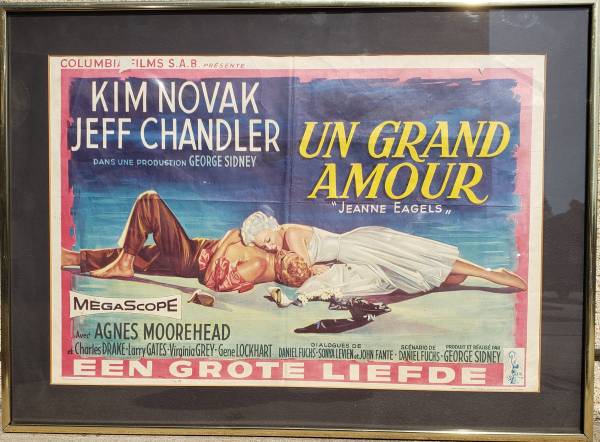 COLUMBIA FILMS S.A.B. PRÉSENTE
KIM NOVAK
JEFF CHANDLER
DANS UNE PRODUCTION GEORGE SIDNEY
UN GRAND
AMOUR
"JEANNE EAGELS"
MEGASCOPE
Avec AGNES MOOREHEAD
et Charles DRAKE - Larry GATES - Virginia GREY - Gene LOCKHART
DIALOGUES DE
DANIEL FUCHS - SONYA LEVIEN et JOHN FANTE -
SCÉNARIO DE
DANIEL FUCHS -
PRODUIT ET RÉALISÉ PAR
GEORGE SIDNEY
EEN GROTE LIEFDE